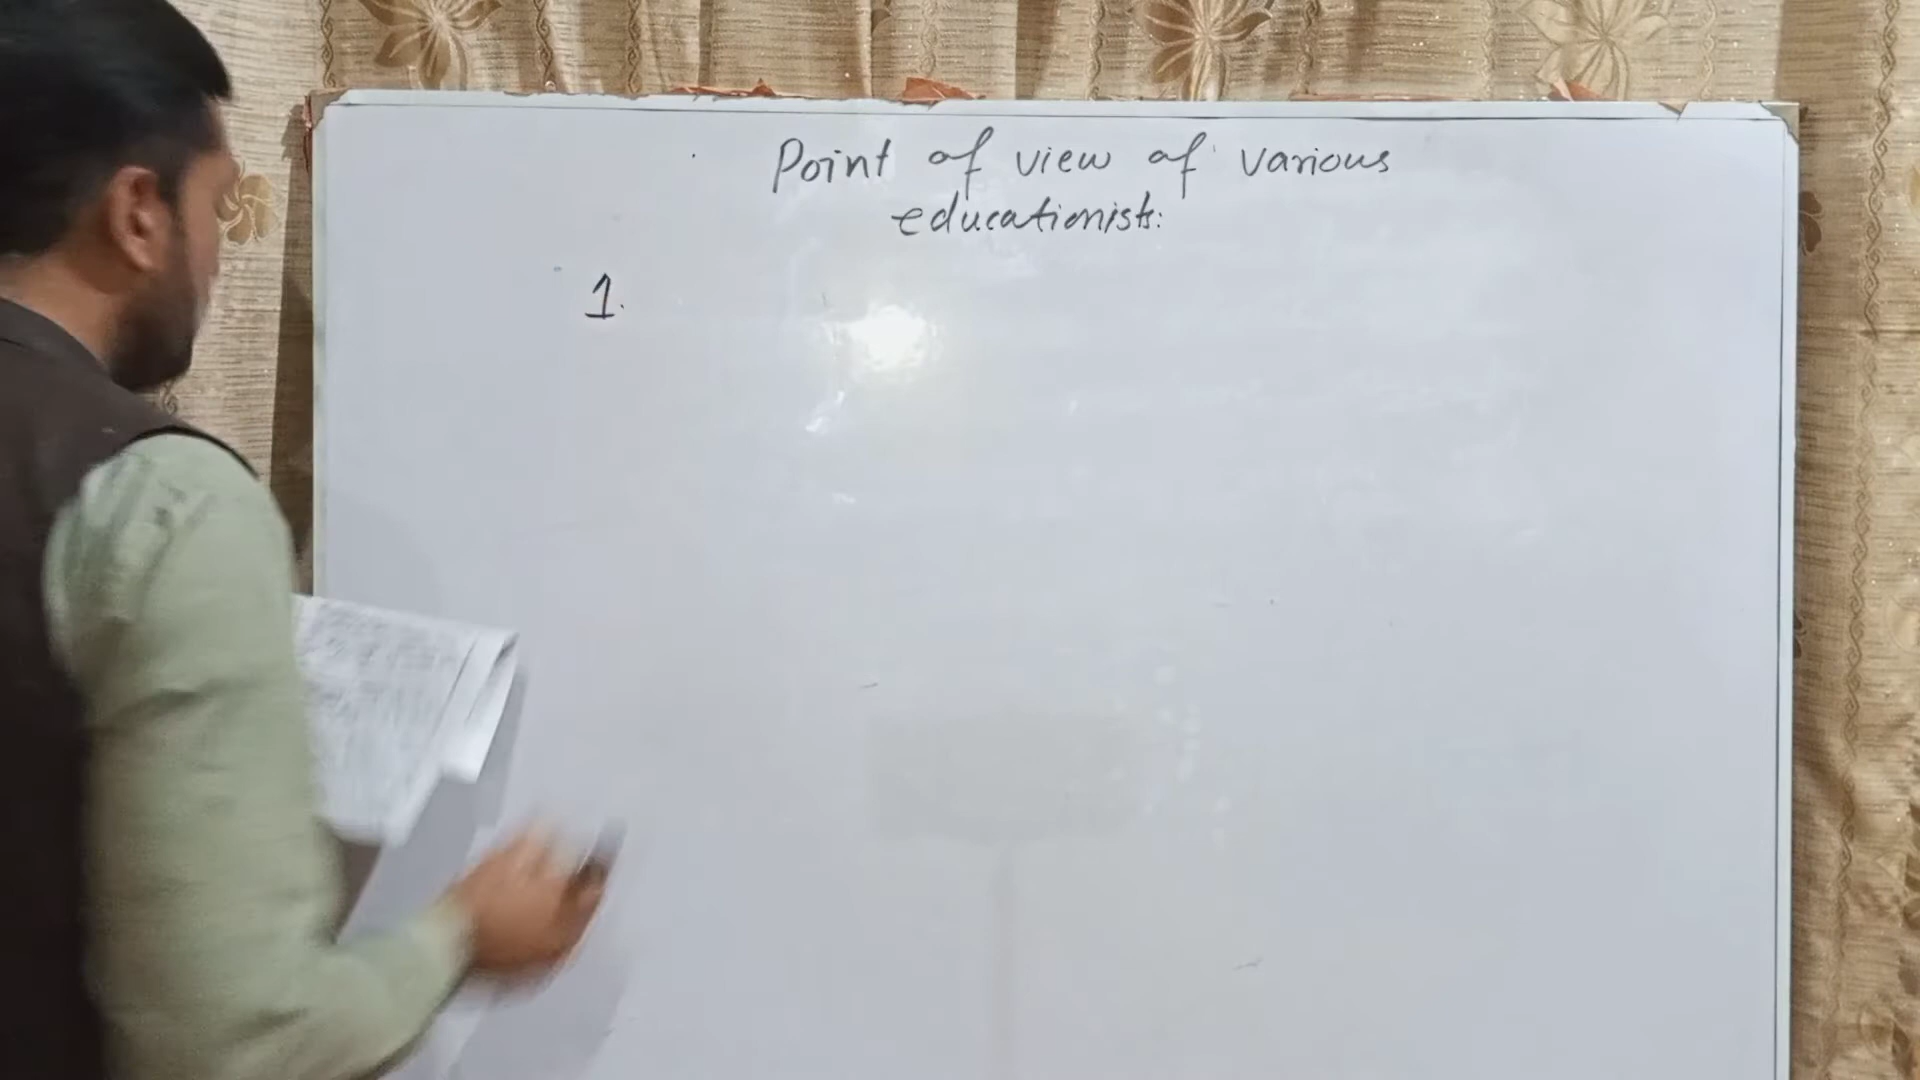 Point of view of various
educationists:
1.